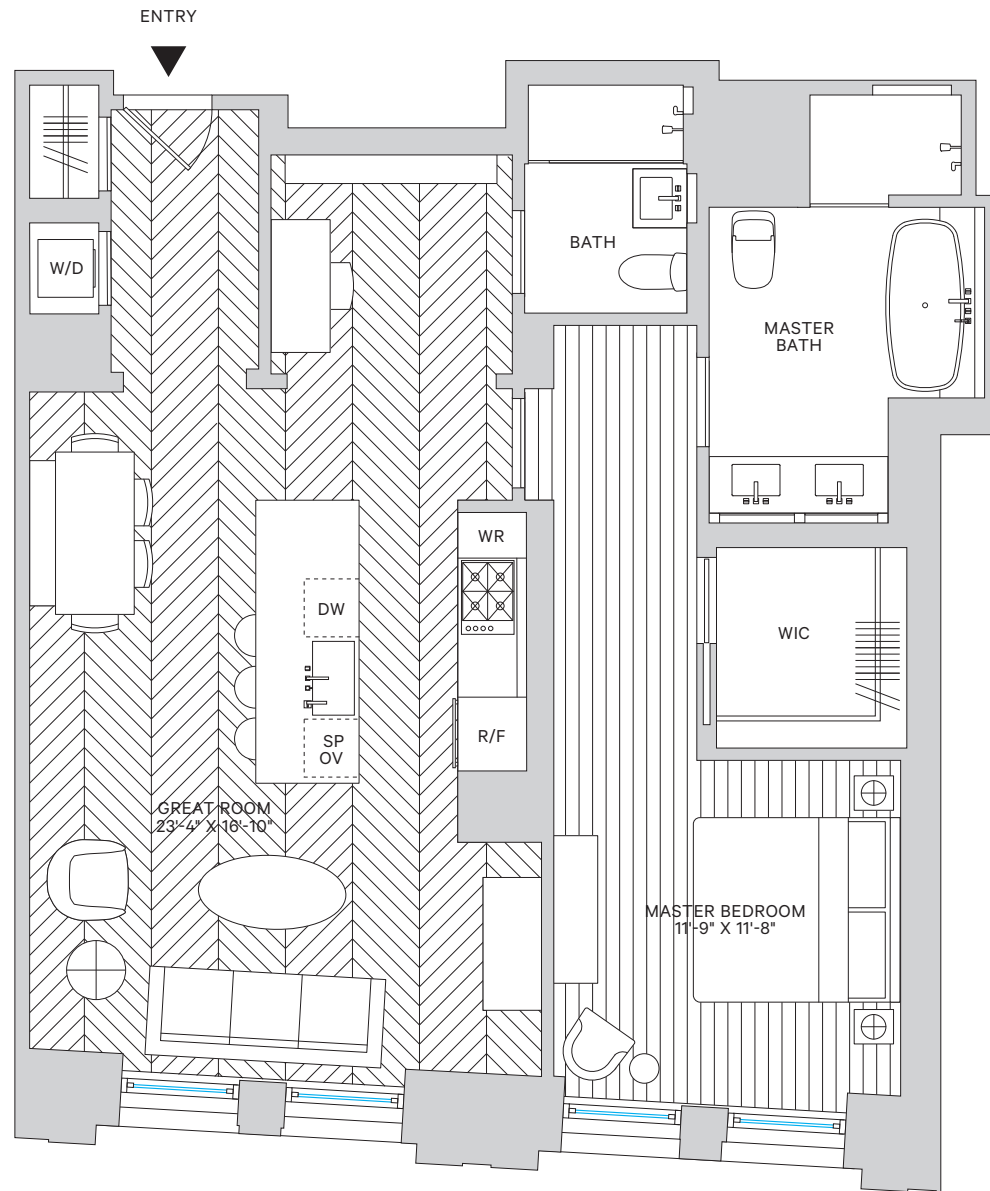 ENTRY
W/D
BATH
MASTER
BATH
WR
DW
WIC
SP
OV
R/F
GREAT ROOM
23'-4" X 16'-10"
MASTER BEDROOM
11'-9" X 11'-8"